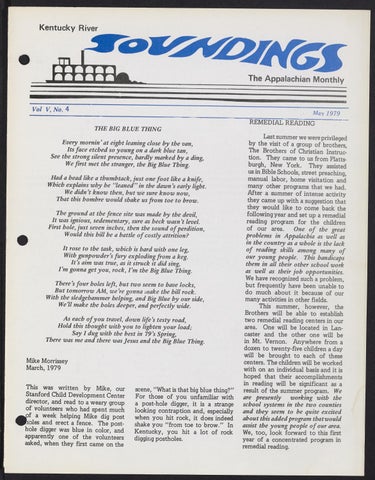 Kentucky River
SOUNDINGS
The Appalachian Monthly
Vol V, No. 4
May 1979
THE BIG BLUE THING
Every mornin' at eight leaning close by the van,
Its face etched so young on a dark blue tan,
See the strong silent presence, hardly marked by a ding,
We first met the stranger, the Big Blue Thing.
Had a head like a thumbtack, just one foot like a knife,
Which explains why he "leaned" in the dawn's early light.
We didn't know then, but we sure know now,
That this bombre would shake us from toe to brow.
The ground at the fence site was made by the devil,
It was igneous, sedementary, sure as heck wasn't level.
First hole, just seven inches, then the sound of perdition,
Would this bill be a battle of costly attrition?
It rose to the task, which is hard with one leg,
With gunpowder's fury exploding from a keg.
It's aim was true, as it struck it did sing,
I'm gonna get you, rock, I'm the Big Blue Thing.
There's four holes left, but two seem to have locks,
But tomorrow AM, we're gonna shake the bill rock.
With the sledgehammer helping, and Big Blue by our side,
We'll make the holes deeper, and perfectly wide.
As each of you travel, down life's testy road,
Hold this thought with you to lighten your load;
Say I dug with the best in 79's Spring,
There was me and there was Jesus and the Big Blue Thing.
Mike Morrissey
March, 1979
This was written by Mike, our
Stanford Child Development Center
director, and read to a weary group
of volunteers who had spent much
of a week helping Mike dig post
holes and erect a fence. The post-
hole digger was blue in color, and
apparently one of the volunteers
asked, when they first came on the
scene, "What is that big blue thing?"
For those of you unfamiliar with
a post-hole digger, it is a strange
looking contraption and, especially
when you hit rock, it does indeed
shake you "from toe to brow." In
Kentucky, you hit a lot of rock
digging postholes.
REMEDIAL READING
Last summer we were privileged
by the visit of a group of brothers,
The Brothers of Christian Instruc-
tion. They came to us from Platts-
burgh, New York. They assisted
us in Bible Schools, street preaching,
manual labor, home visitation and
many other programs that we had.
After a summer of intense activity
they came up with a suggestion that
they would like to come back the
following year and set up a remedial
reading program for the children
of our area. One of the great
problems in Appalachia as well as
in the country as a whole is the lack
of reading skills among many of
our young people. This handicaps
them in all their other school work
as well as their job opportunities.
We have recognized such a problem,
but frequently have been unable to
do much about it because of our
many activities in other fields.
This summer, however, the
Brothers will be able to establish
two remedial reading centers in our
area. One will be located in Lan-
caster and the other one will be
in Mt. Vernon. Anywhere from a
dozen to twenty-five children a day
will be brought to each of these
centers. The children will be worked
with on an individual basis and it is
hoped that their accomplishments
in reading will be significant as a
result of the summer program. We
are presently working with the
school systems in the two counties
and they seem to be quite excited
about this added program that would
assist the young people of our area.
We, too, look forward to this first
year of a concentrated program in
remedial reading.